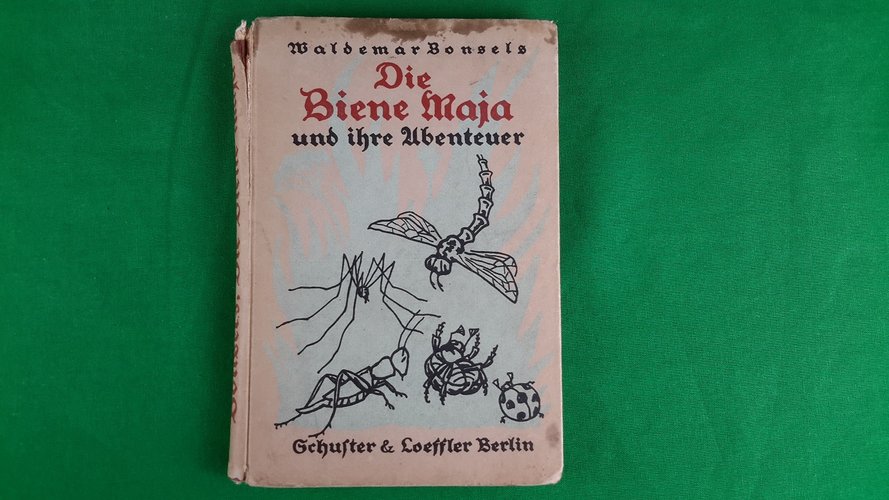 Waldemar Bonsels
Die
Biene Maja
und ihre Abenteuer
Schuſter & Loeffler Berlin